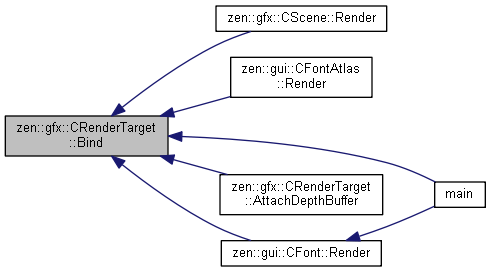 zen::gfx::CScene::Render
zen::gui::CFontAtlas
::Render
zen::gfx::CRenderTarget
::Bind
zen::gfx::CRenderTarget
::AttachDepthBuffer
main
zen::gui::CFont::Render